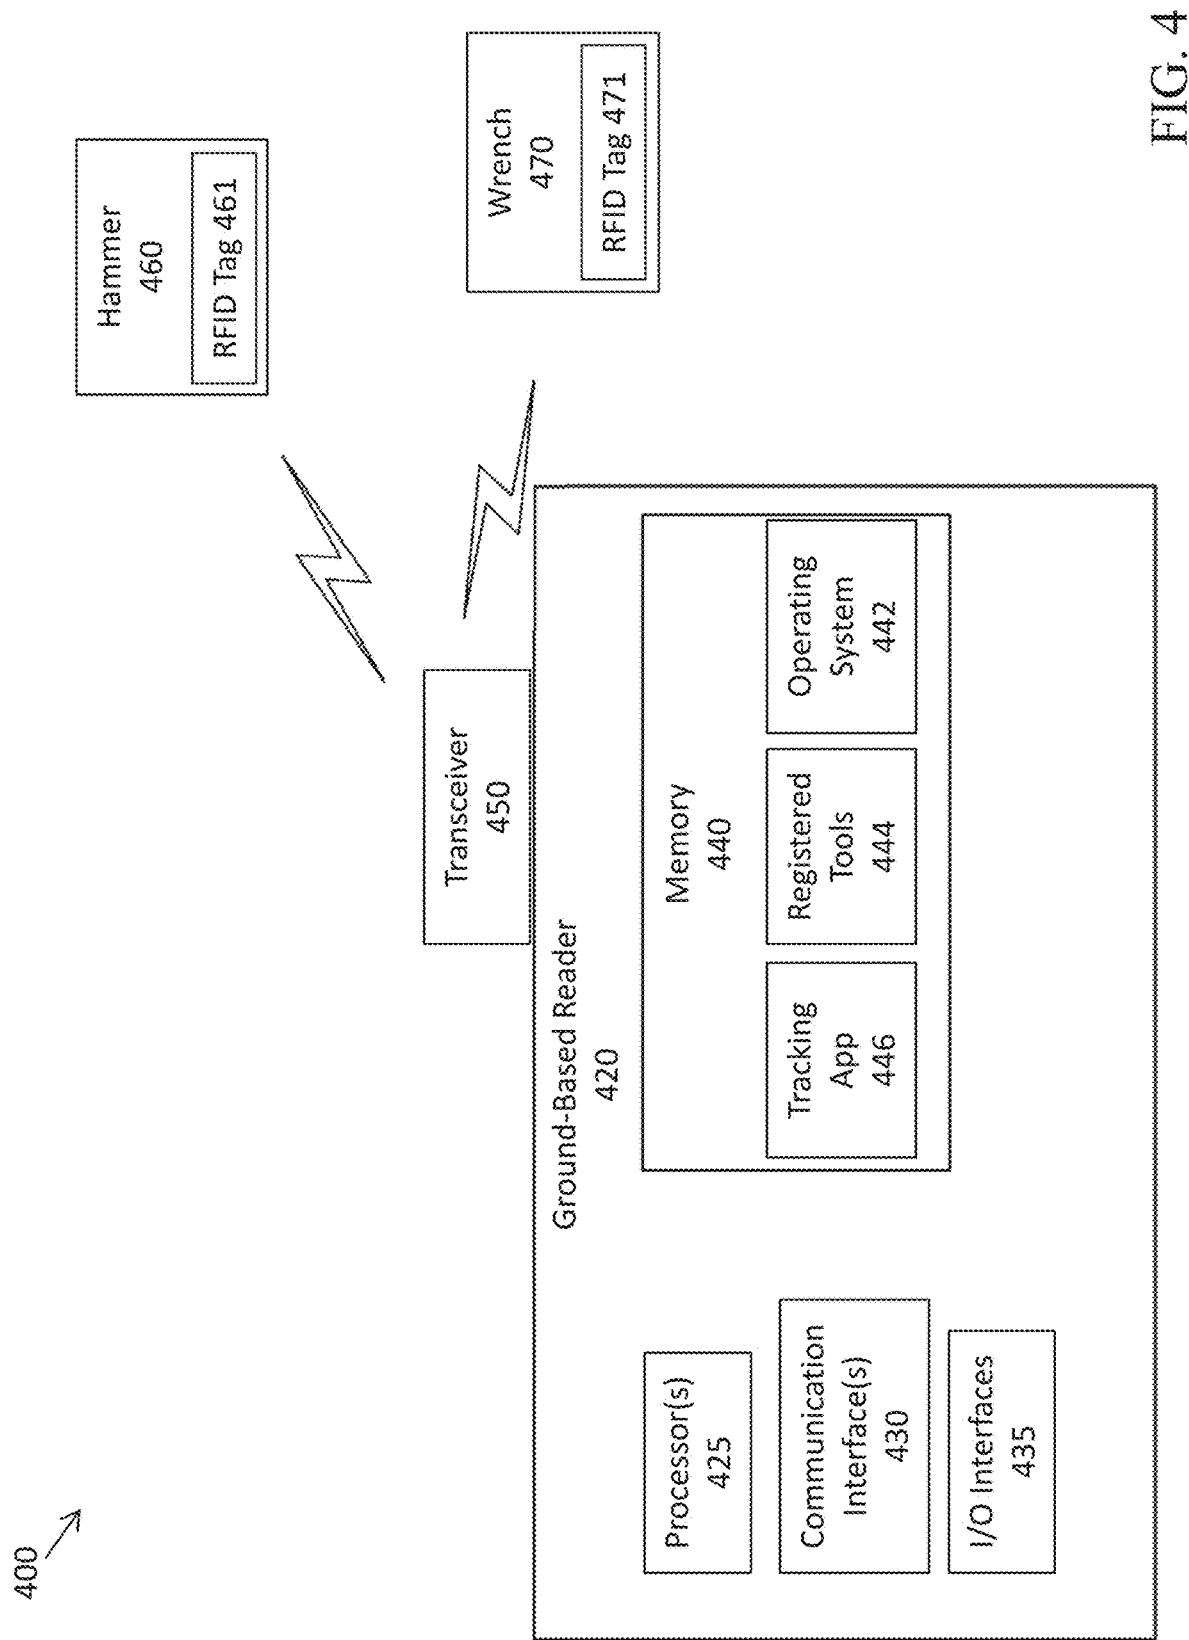 400
Hammer
460
RFID Tag 461
Wrench
470
RFID Tag 471
Transceiver
450
Ground-Based Reader
420
Processor(s)
425
Communication
Interface(s)
430
I/O Interfaces
435
Memory
440
Tracking
App
446
Registered
Tools
444
Operating
System
442
FIG. 4